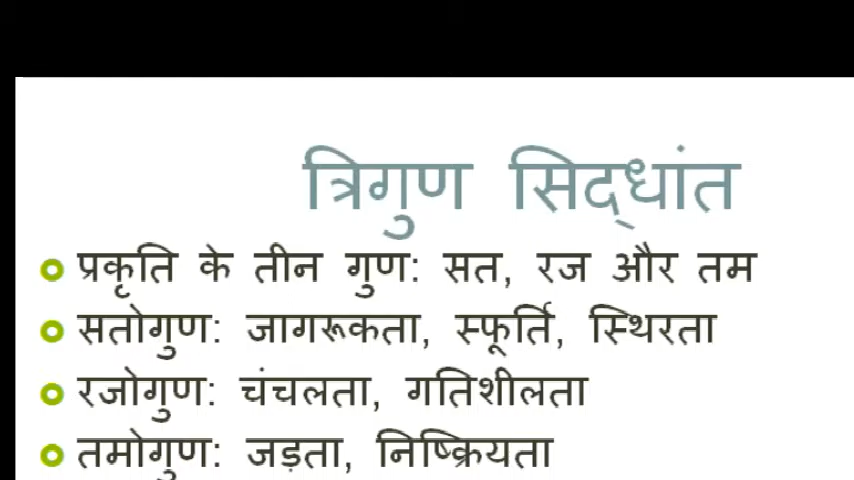 त्रिगुण सिद्धांत
प्रकृति के तीन गुण: सत, रज और तम
सतोगुण: जागरूकता, स्फूर्ति, स्थिरता
रजोगुण: चंचलता, गतिशीलता
तमोगुण: जड़ता, निष्क्रियता